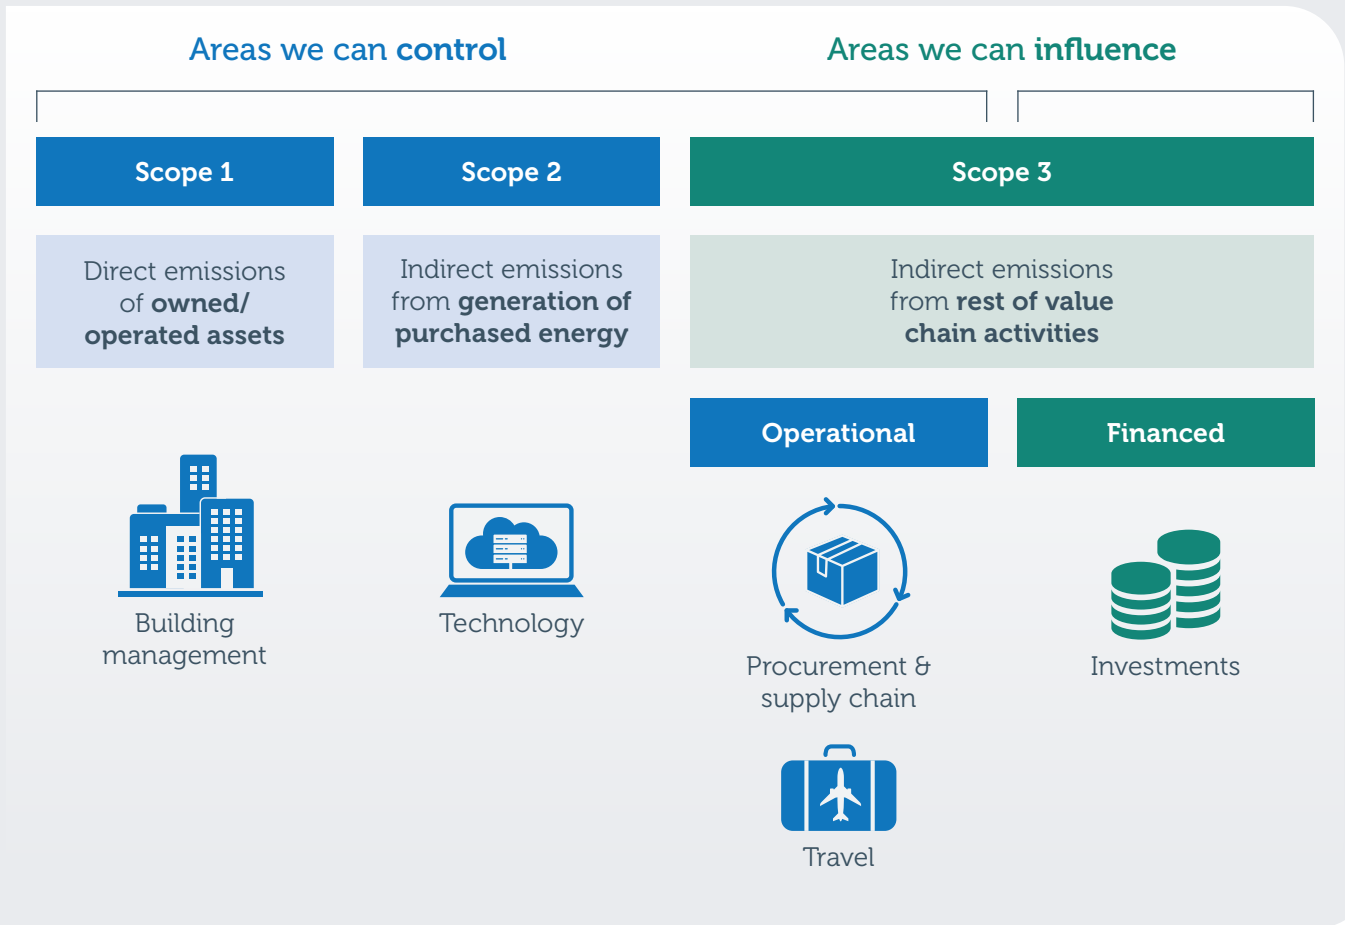 Areas we can control
Areas we can influence
Scope 1
Scope 2
Scope 3
Direct emissions
of owned/
operated assets
Indirect emissions
from generation of
purchased energy
Indirect emissions
from rest of value
chain activities
Operational
Financed
Building
management
Technology
Procurement &
supply chain
Investments
Travel